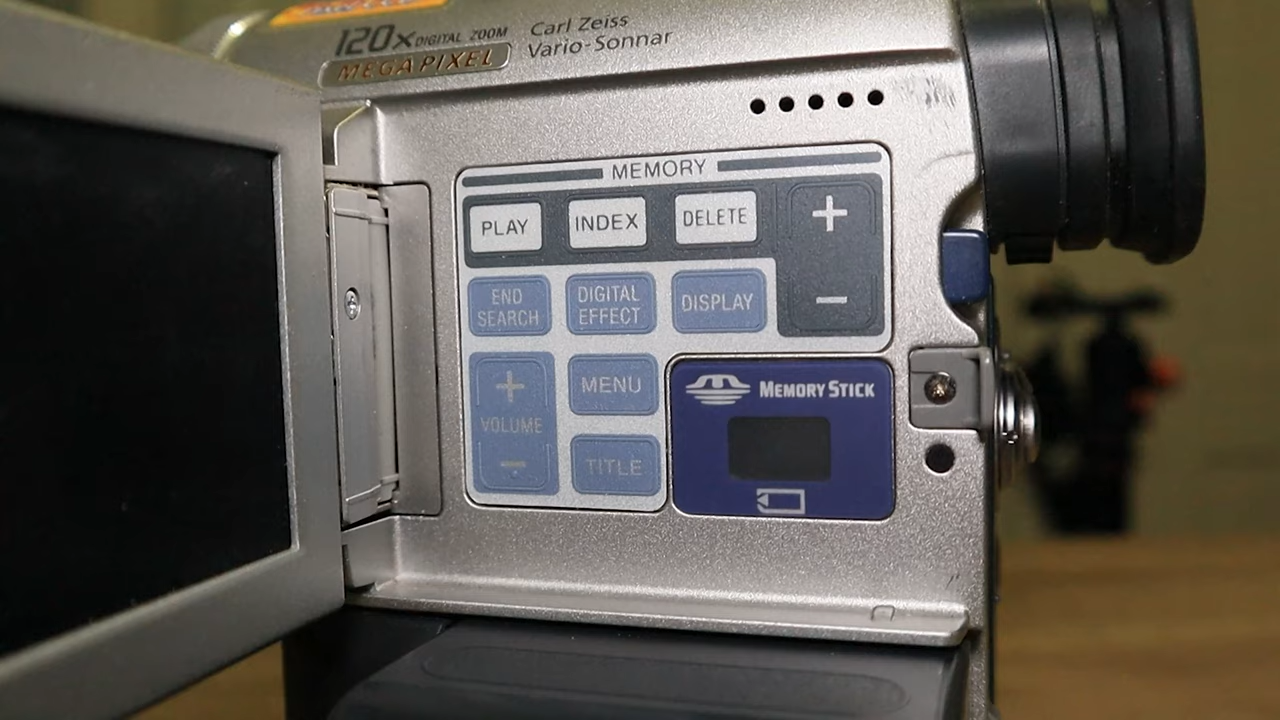 120x DIGITAL ZOOM
MEGA PIXEL
Carl Zeiss
Vario-Sonnar
MEMORY
PLAY INDEX DELETE +
END SEARCH
DIGITAL EFFECT
DISPLAY
−
+
VOLUME
−
MENU
TITLE
MEMORY STICK